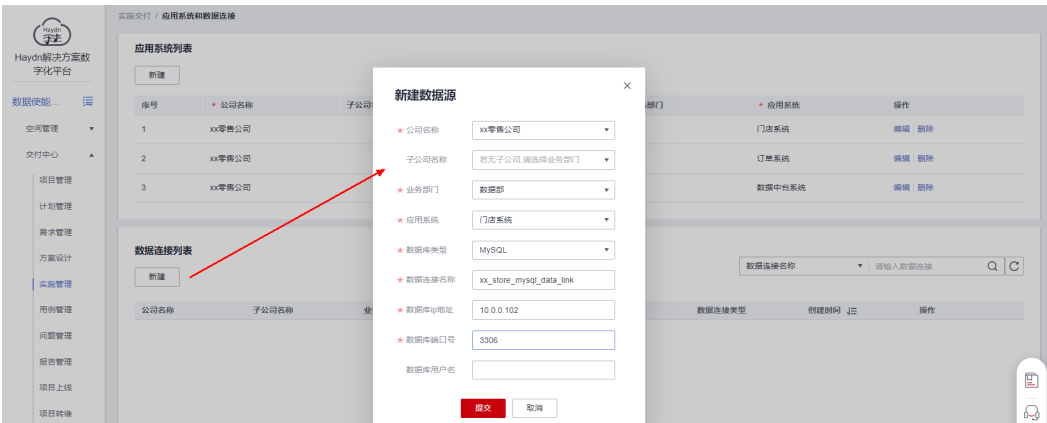 Haydn
Haydn解决方案数
字化平台
数据使能...
空间管理
交付中心
项目管理
计划管理
需求管理
方案设计
实施管理
用例管理
问题管理
报告管理
项目上线
项目转维
实施交付 / 应用系统和数据连接
应用系统列表
新建
序号 * 公司名称 子公司 部门 * 应用系统 操作
1 xx零售公司 门店系统 编辑 删除
2 xx零售公司 订单系统 编辑 删除
3 xx零售公司 数据中台系统 编辑 删除
数据连接列表
新建
数据连接名称 请输入数据连接
公司名称 子公司名称 业 数据连接类型 创建时间 操作
新建数据源
* 公司名称 xx零售公司
子公司名称 若无子公司,请选择业务部门
* 业务部门 数据部
* 应用系统 门店系统
* 数据库类型 MySQL
* 数据连接名称 xx_store_mysql_data_link
* 数据库ip地址 10.0.0.102
* 数据库端口号 3306
数据库用户名
提交 取消